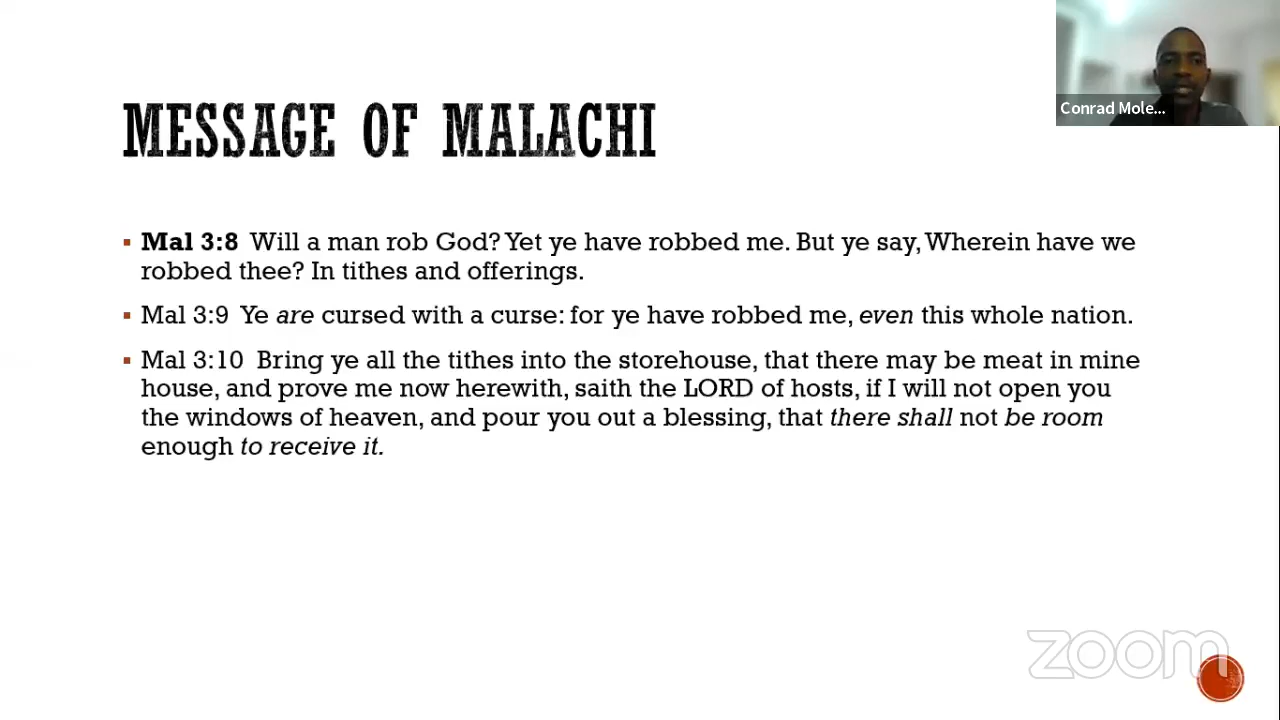 Conrad Mole...
MESSAGE OF MALACHI
▪ Mal 3:8 Will a man rob God? Yet ye have robbed me. But ye say, Wherein have we
robbed thee? In tithes and offerings.
▪ Mal 3:9 Ye are cursed with a curse: for ye have robbed me, even this whole nation.
▪ Mal 3:10 Bring ye all the tithes into the storehouse, that there may be meat in mine
house, and prove me now herewith, saith the LORD of hosts, if I will not open you
the windows of heaven, and pour you out a blessing, that there shall not be room
enough to receive it.
zoom